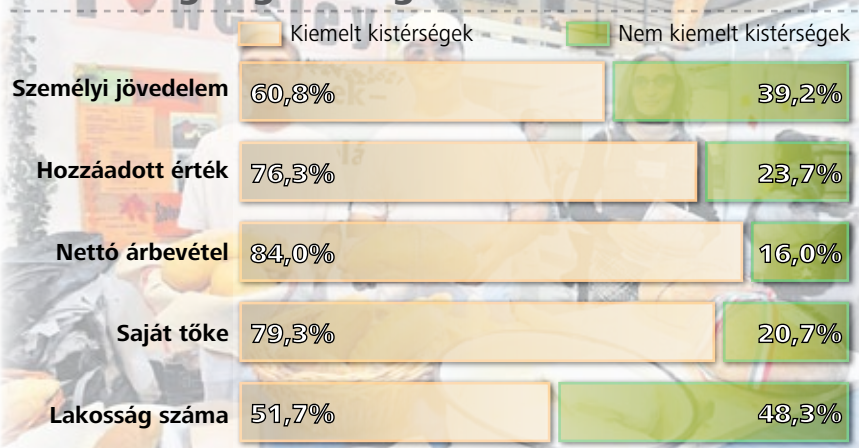 Kiemelt kistérségek Nem kiemelt kistérségek
Személyi jövedelem 60,8% 39,2%
Hozzáadott érték 76,3% 23,7%
Nettó árbevétel 84,0% 16,0%
Saját tőke 79,3% 20,7%
Lakosság száma 51,7% 48,3%